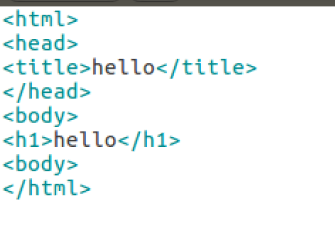 <html>
<head>
<title>hello</title>
</head>
<body>
<h1>hello</h1>
<body>
</html>